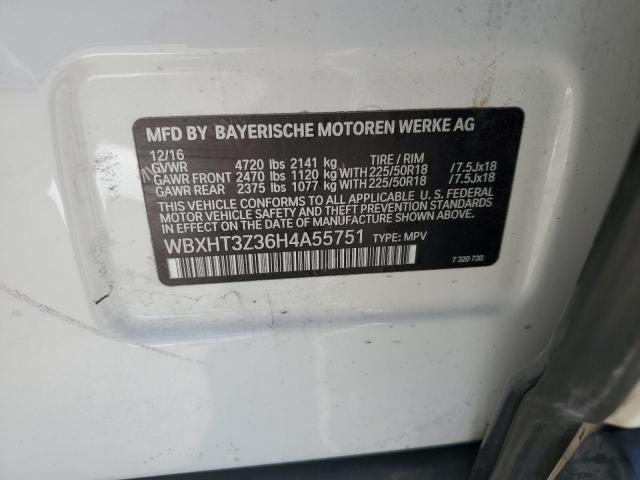 MFD BY BAYERISCHE MOTOREN WERKE AG
12/16
GVWR 4720 lbs 2141 kg TIRE / RIM
GAWR FRONT 2470 lbs 1120 kg WITH 225/50R18 /7.5Jx18
GAWR REAR 2375 lbs 1077 kg WITH 225/50R18 /7.5Jx18
THIS VEHICLE CONFORMS TO ALL APPLICABLE U.S. FEDERAL
MOTOR VEHICLE SAFETY, BUMPER, AND THEFT PREVENTION STANDARDS
IN EFFECT ON THE DATE OF MANUFACTURE SHOWN ABOVE.
WBXHT3Z36H4A55751 TYPE: MPV
7 320 730